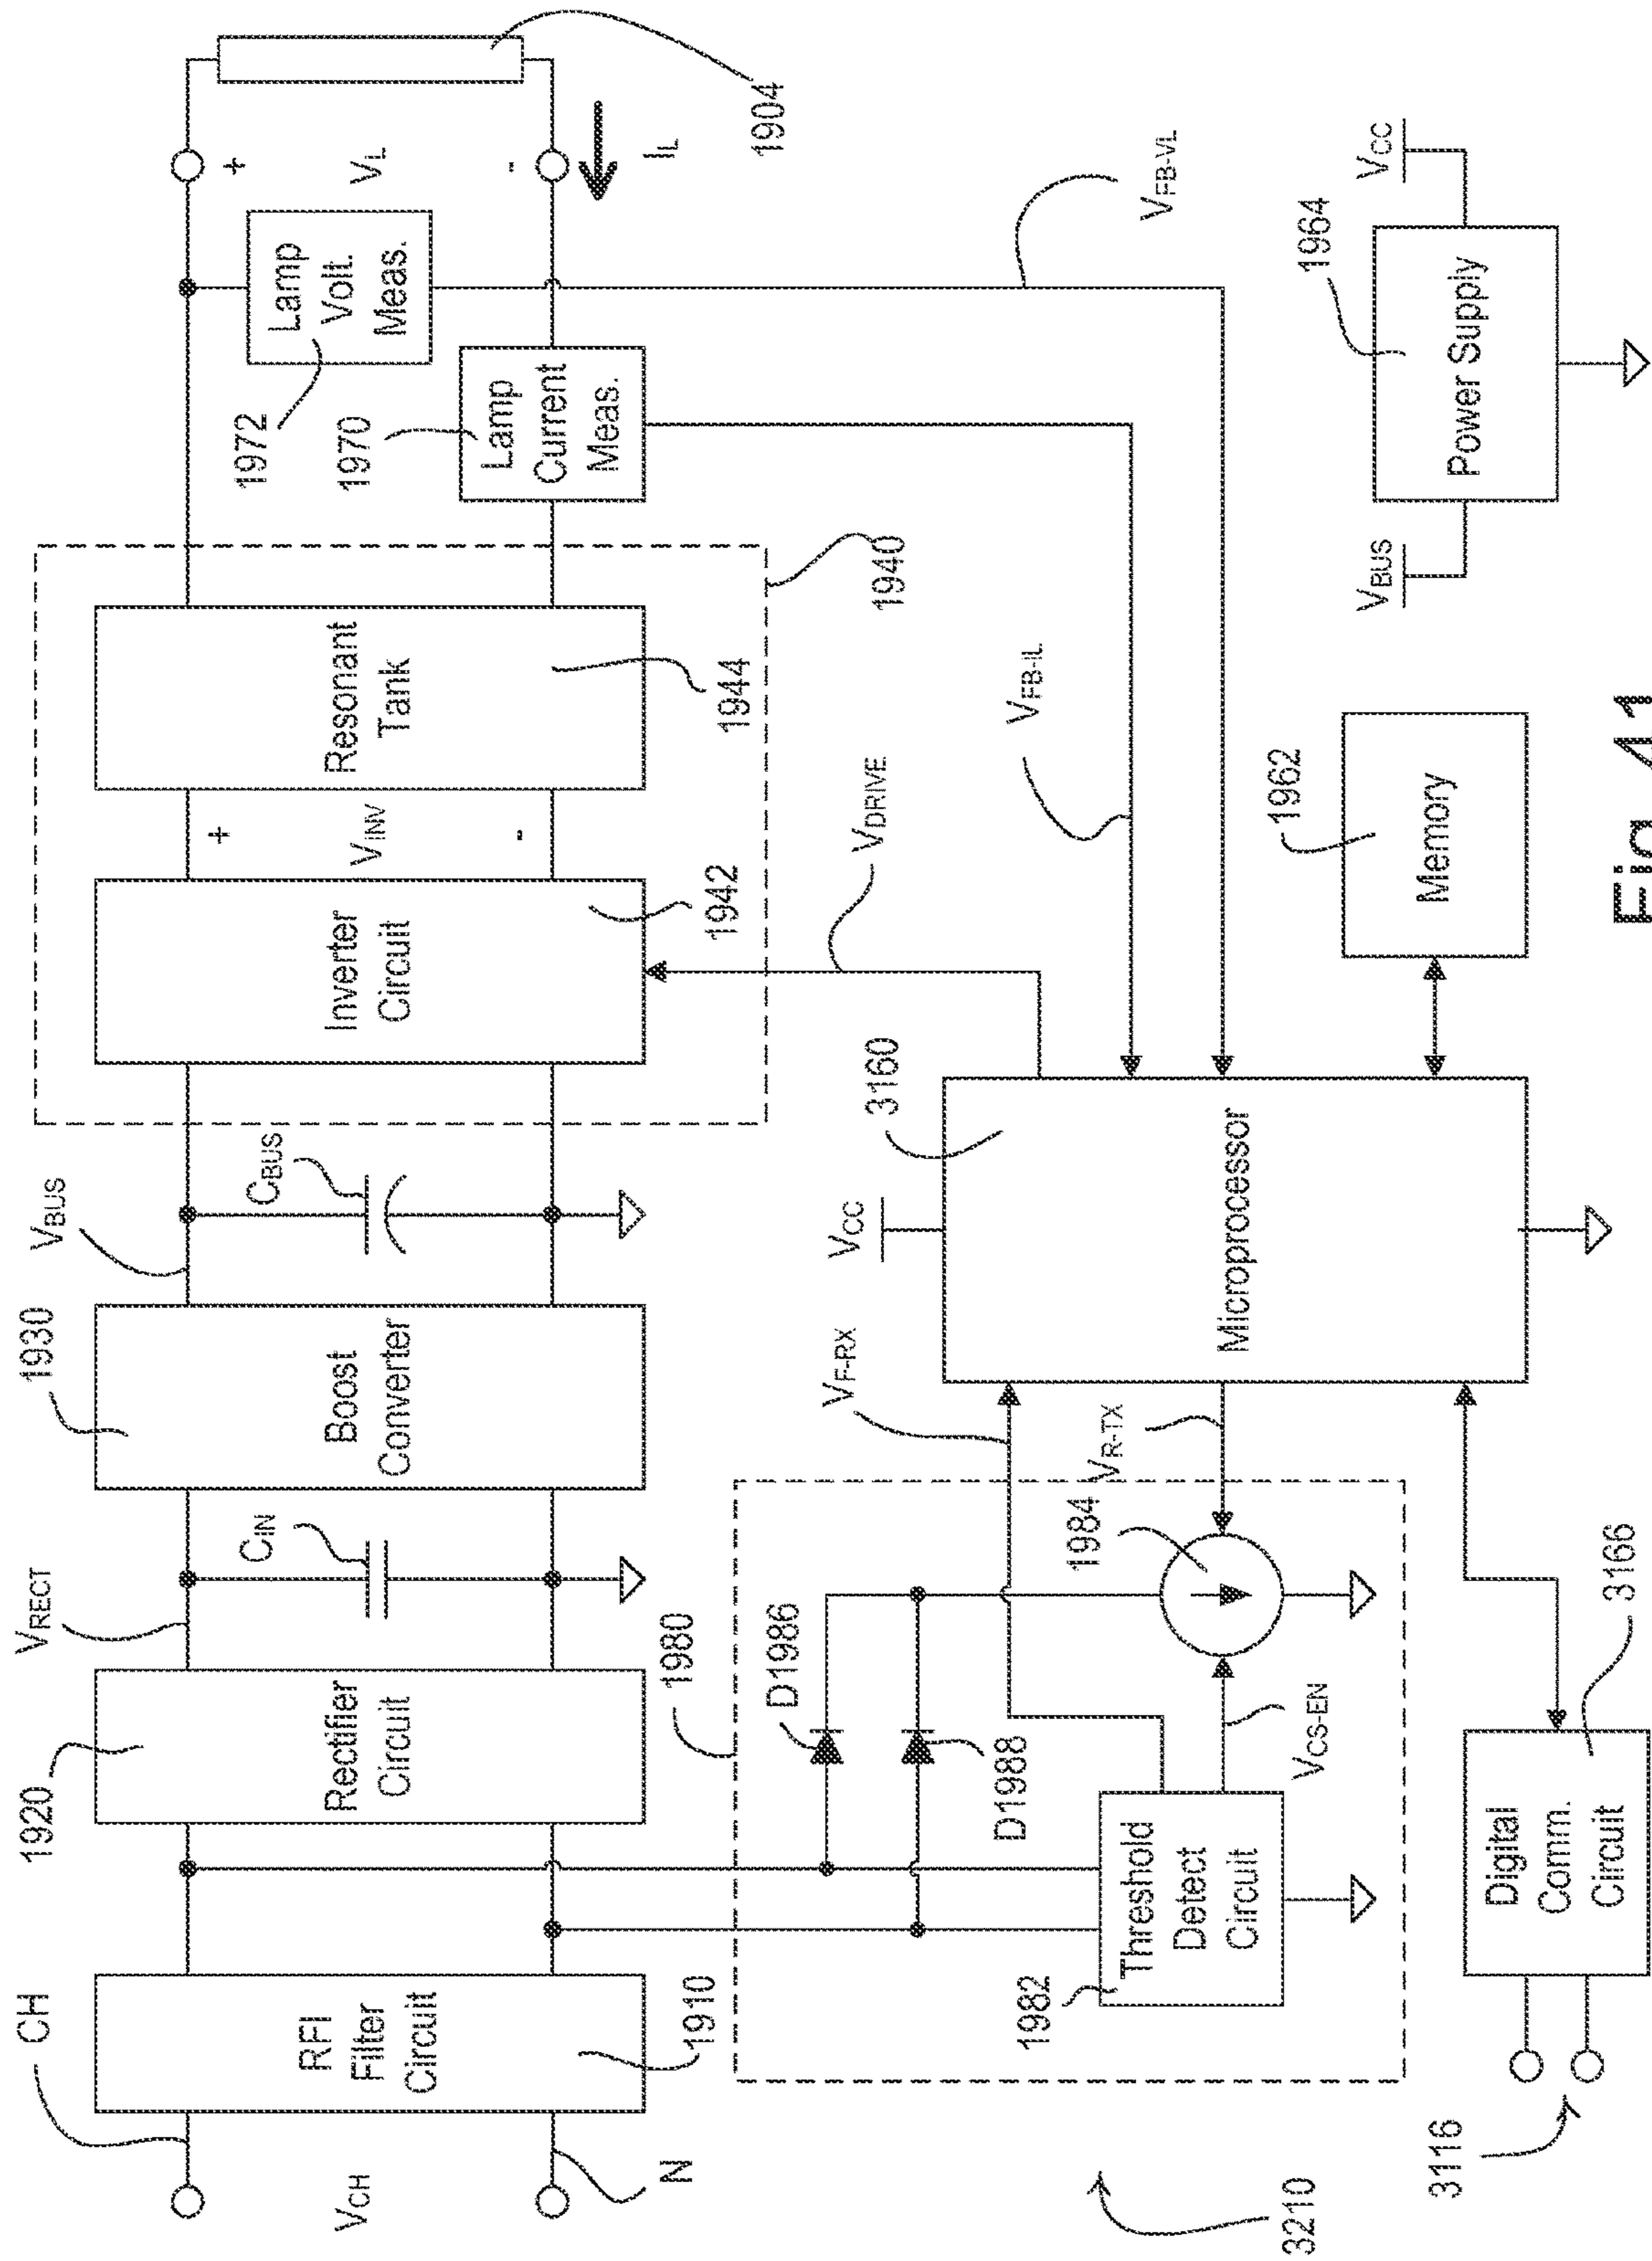 CH
V_CH
N
RFI
Filter
Circuit
1910
1920
Rectifier
Circuit
V_RECT
C_IN
1930
Boost
Converter
V_BUS
C_BUS
Inverter
Circuit
1942
+
V_INV
-
Resonant
Tank
1944
1940
1972
Lamp
Volt.
Meas.
1970
Lamp
Current
Meas.
+
V_L
-
I_L
1904
1980
D1986
D1988
1982
Threshold
Detect
Circuit
V_CS-EN
1984
V_F-RX
V_R-TX
V_CC
3160
Microprocessor
V_DRIVE
V_FB-IL
V_FB-VL
3210
3116
Digital
Comm.
Circuit
3166
1962
Memory
V_BUS
1964
Power Supply
V_CC
Fig. 41